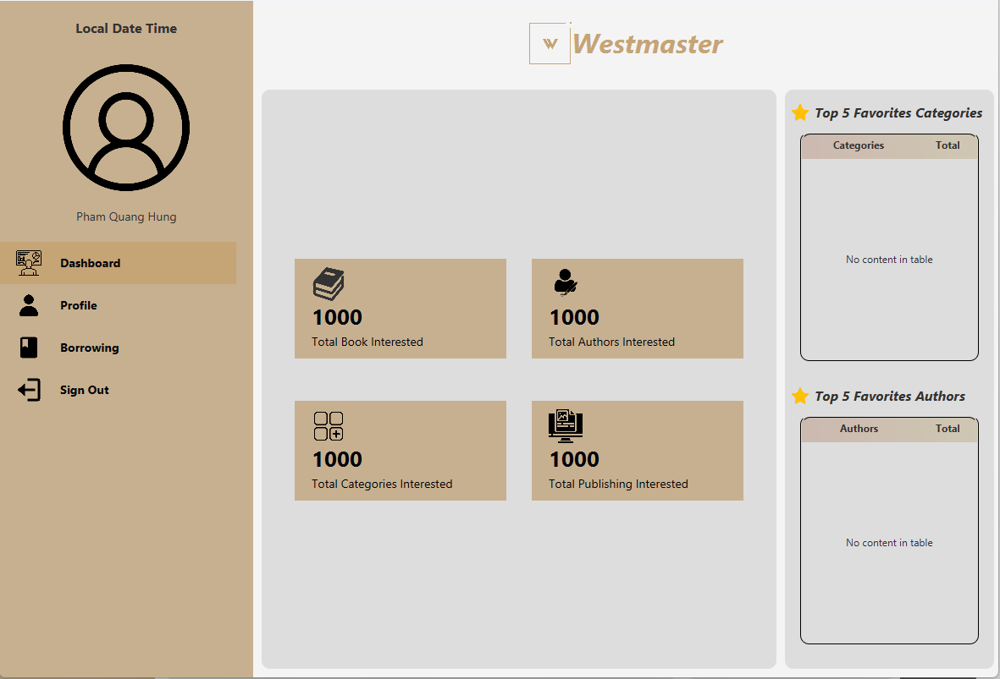 Local Date Time
Pham Quang Hung
Dashboard
Profile
Borrowing
Sign Out
W
Westmaster
1000
Total Book Interested
1000
Total Authors Interested
1000
Total Categories Interested
1000
Total Publishing Interested
Top 5 Favorites Categories
Categories Total
No content in table
Top 5 Favorites Authors
Authors Total
No content in table